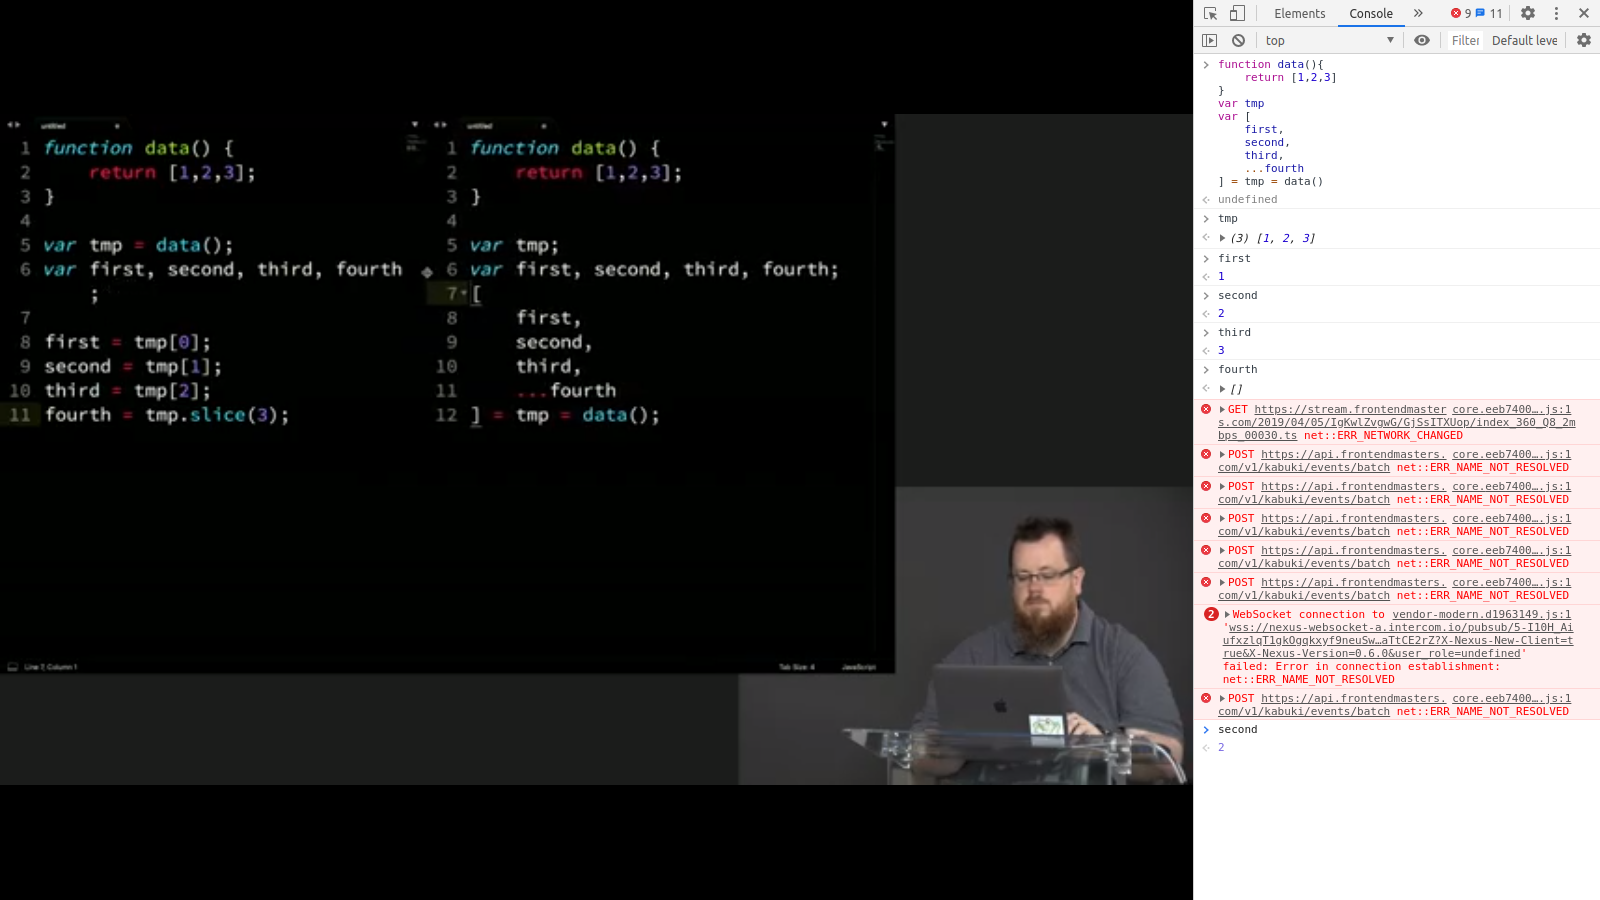 untitled
1 function data() {
2 return [1,2,3];
3 }
4
5 var tmp = data();
6 var first, second, third, fourth
;
7
8 first = tmp[0];
9 second = tmp[1];
10 third = tmp[2];
11 fourth = tmp.slice(3);
untitled
1 function data() {
2 return [1,2,3];
3 }
4
5 var tmp;
6 var first, second, third, fourth;
7 [
8 first,
9 second,
10 third,
11 ...fourth
12 ] = tmp = data();
Line 7, Column 1
Tab Size: 4 JavaScript
Elements Console » 9 11
top Filter Default leve
function data(){
return [1,2,3]
}
var tmp
var [
first,
second,
third,
...fourth
] = tmp = data()
undefined
tmp
(3) [1, 2, 3]
first
1
second
2
third
3
fourth
[]
GET https://stream.frontendmaster core.eeb7400….js:1
s.com/2019/04/05/IgKwlZvgwG/GjSsITXUop/index_360_Q8_2m
bps_00030.ts net::ERR_NETWORK_CHANGED
POST https://api.frontendmasters. core.eeb7400….js:1
com/v1/kabuki/events/batch net::ERR_NAME_NOT_RESOLVED
POST https://api.frontendmasters. core.eeb7400….js:1
com/v1/kabuki/events/batch net::ERR_NAME_NOT_RESOLVED
POST https://api.frontendmasters. core.eeb7400….js:1
com/v1/kabuki/events/batch net::ERR_NAME_NOT_RESOLVED
POST https://api.frontendmasters. core.eeb7400….js:1
com/v1/kabuki/events/batch net::ERR_NAME_NOT_RESOLVED
POST https://api.frontendmasters. core.eeb7400….js:1
com/v1/kabuki/events/batch net::ERR_NAME_NOT_RESOLVED
2 WebSocket connection to vendor-modern.d1963149.js:1
'wss://nexus-websocket-a.intercom.io/pubsub/5-I10H_Ai
ufxzlqT1gkOgqkxyf9neuSw…aTtCE2rZ?X-Nexus-New-Client=t
rue&X-Nexus-Version=0.6.0&user_role=undefined'
failed: Error in connection establishment:
net::ERR_NAME_NOT_RESOLVED
POST https://api.frontendmasters. core.eeb7400….js:1
com/v1/kabuki/events/batch net::ERR_NAME_NOT_RESOLVED
second
2